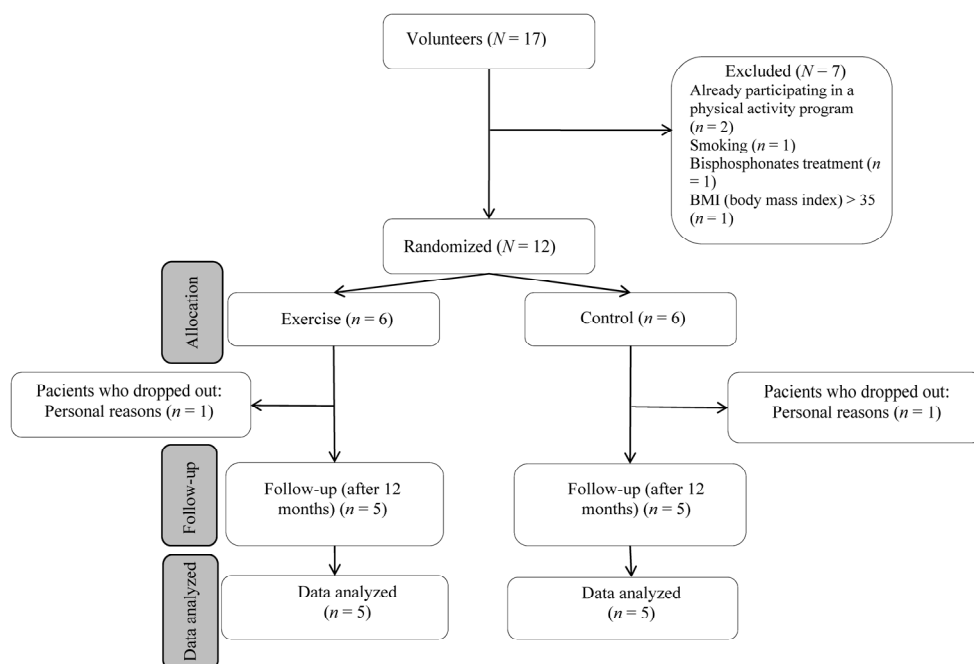 Volunteers (N = 17)
Excluded (N – 7)
Already participating in a
physical activity program
(n = 2)
Smoking (n = 1)
Bisphosphonates treatment (n
= 1)
BMI (body mass index) > 35
(n = 1)
Randomized (N = 12)
Allocation
Exercise (n = 6)
Control (n = 6)
Pacients who dropped out:
Personal reasons (n = 1)
Pacients who dropped out:
Personal reasons (n = 1)
Follow-up
Follow-up (after 12
months) (n = 5)
Follow-up (after 12
months) (n = 5)
Data analyzed
Data analyzed
(n = 5)
Data analyzed
(n = 5)